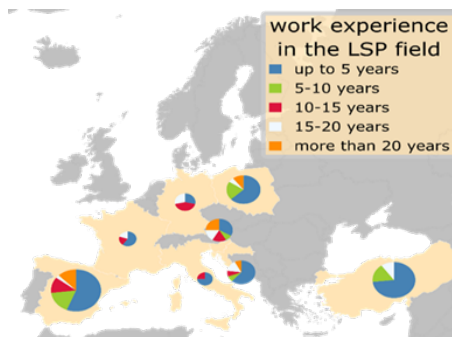 work experience
in the LSP field
up to 5 years
5-10 years
10-15 years
15-20 years
more than 20 years